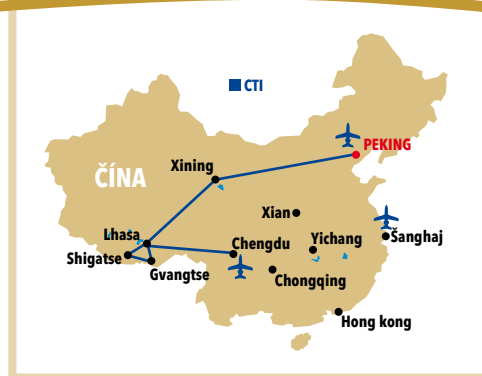 CTI
PEKING
Xining
ČÍNA
Xian
Lhasa
Chengdu
Yichang
Šanghaj
Shigatse
Gvangtse
Chongqing
Hong kong